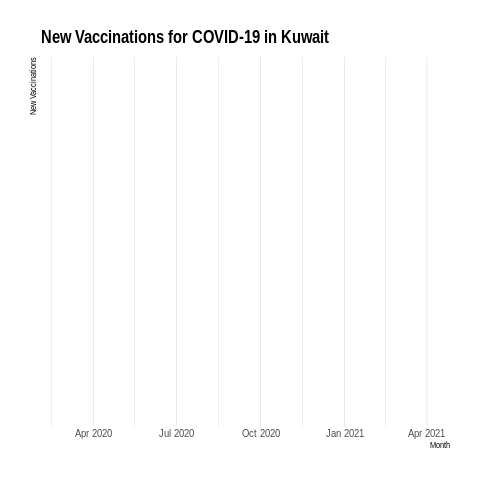 New Vaccinations for COVID-19 in Kuwait
New Vaccinations
Apr 2020
Jul 2020
Oct 2020
Jan 2021
Apr 2021
Month